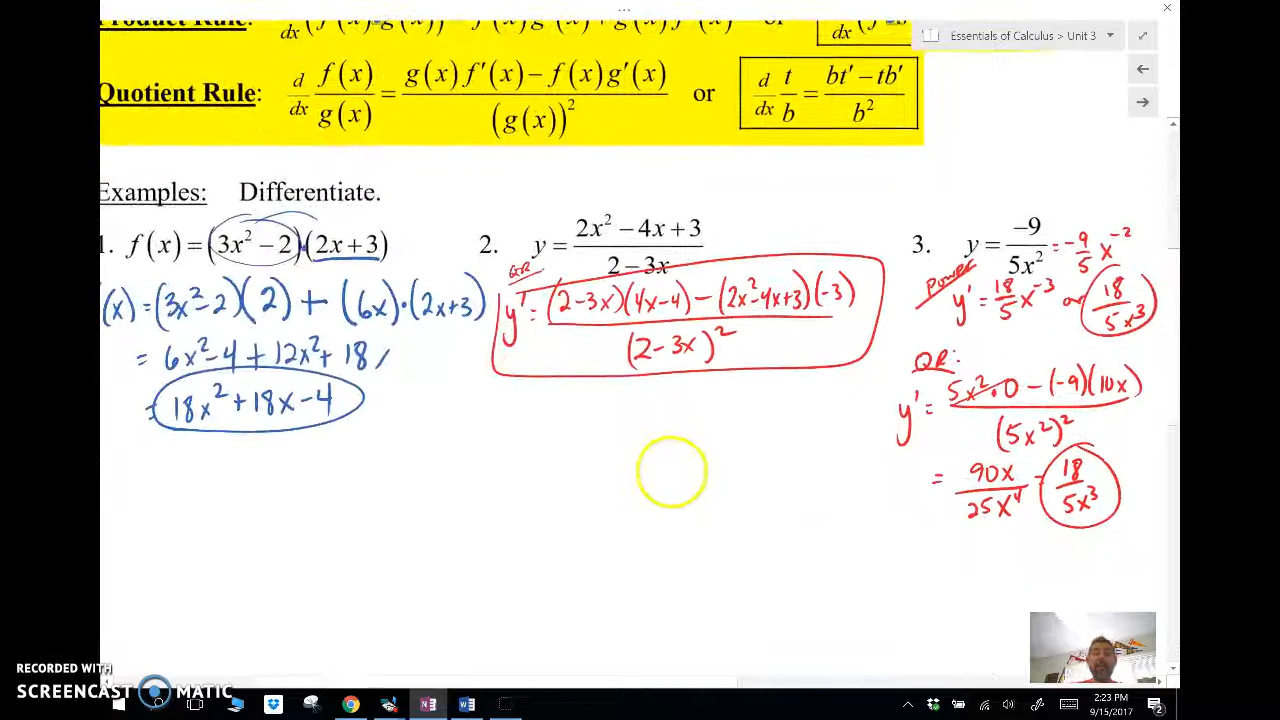 Product Rule:
d/dx (f(x)·g(x)) = f(x)g'(x) + g(x)f'(x) or
Essentials of Calculus > Unit 3
Quotient Rule: d/dx f(x)/g(x) = (g(x)f'(x) − f(x)g'(x))/(g(x))² or d/dx t/b = (bt' − tb')/b²
Examples: Differentiate.
1. f(x) = (3x² − 2)·(2x + 3)
'(x) = (3x²−2)(2) + (6x)·(2x+3)
= 6x²−4 + 12x² + 18
= 18x² + 18x − 4
2. y = (2x² − 4x + 3)/(2 − 3x)
y' = ((2−3x)(4x−4) − (2x²−4x+3)(−3))/(2−3x)²
3. y = −9/5x² = −9/5 x⁻²
Power
y' = 18/5 x⁻³ or 18/5x³
QR:
y' = (5x²·0 − (−9)(10x))/(5x²)²
= 90x/25x⁴ = 18/5x³
RECORDED WITH
SCREENCAST MATIC
2:23 PM
9/15/2017
2